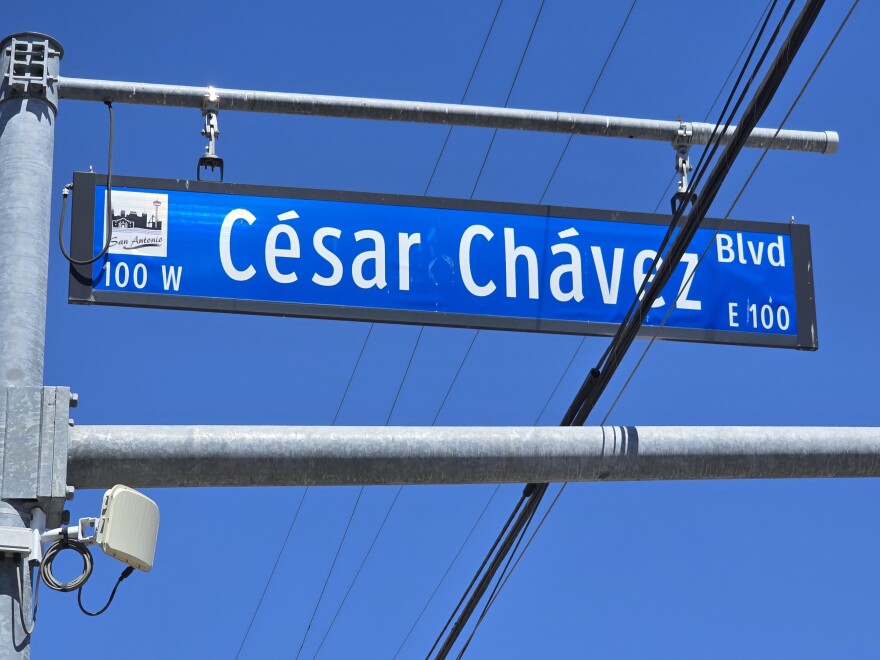 San Antonio
César Chávez Blvd
100 W
E 100